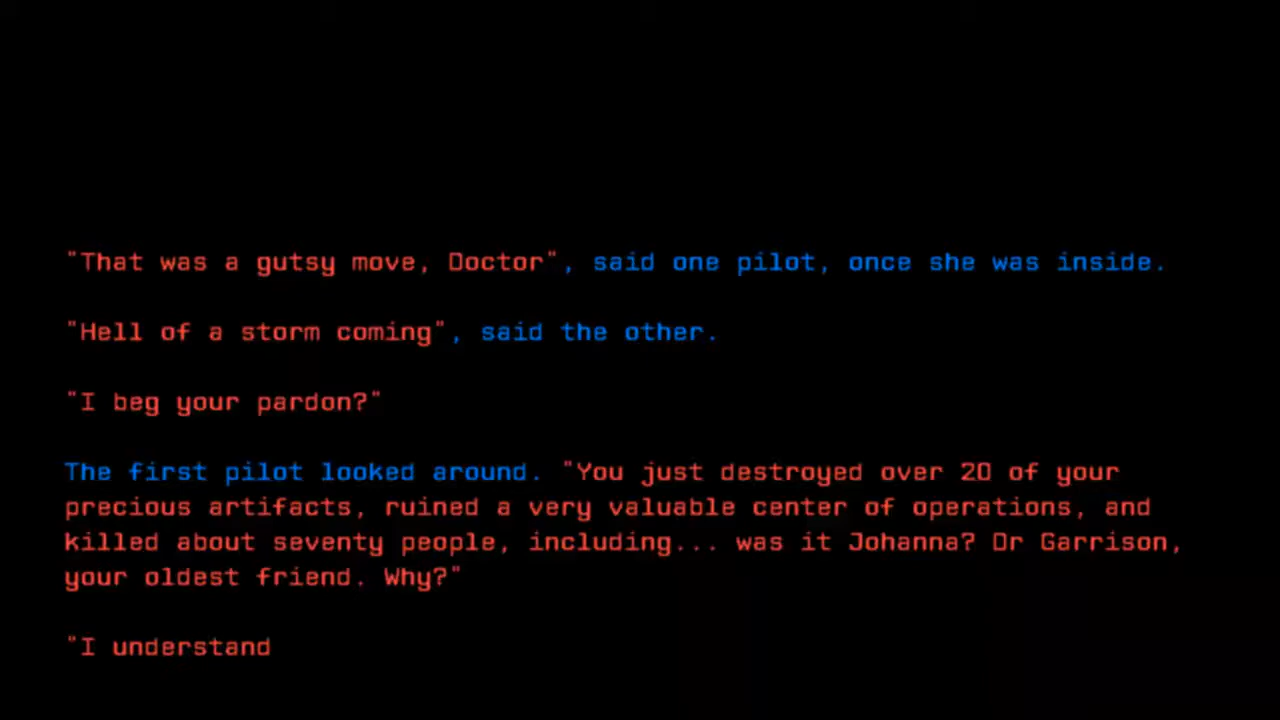 "That was a gutsy move, Doctor", said one pilot, once she was inside.
"Hell of a storm coming", said the other.
"I beg your pardon?"
The first pilot looked around. "You just destroyed over 20 of your
precious artifacts, ruined a very valuable center of operations, and
killed about seventy people, including... was it Johanna? Dr Garrison,
your oldest friend. Why?"
"I understand